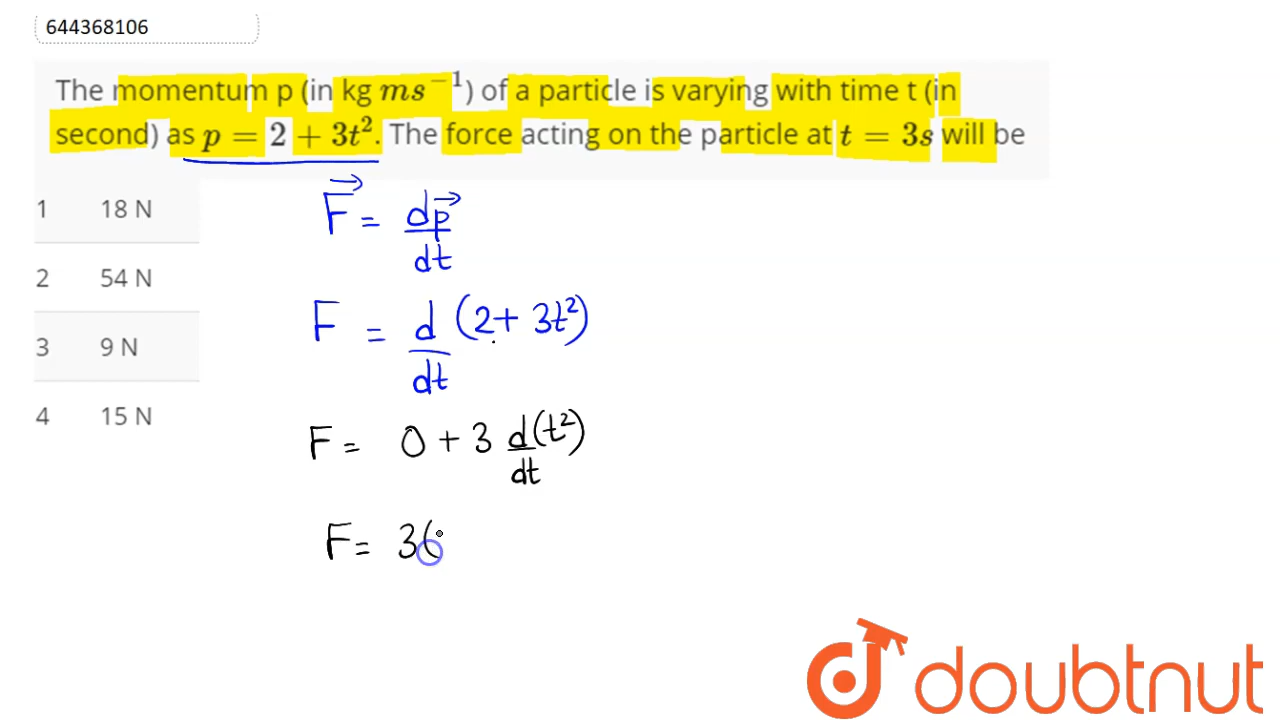 644368106
The momentum p (in kg ms⁻¹) of a particle is varying with time t (in
second) as p = 2 + 3t². The force acting on the particle at t = 3s will be
1 18 N
2 54 N
3 9 N
4 15 N
F⃗ = dp⃗/dt
F = d/dt (2 + 3t²)
F = 0 + 3 d(t²)/dt
F = 3(
doubtnut